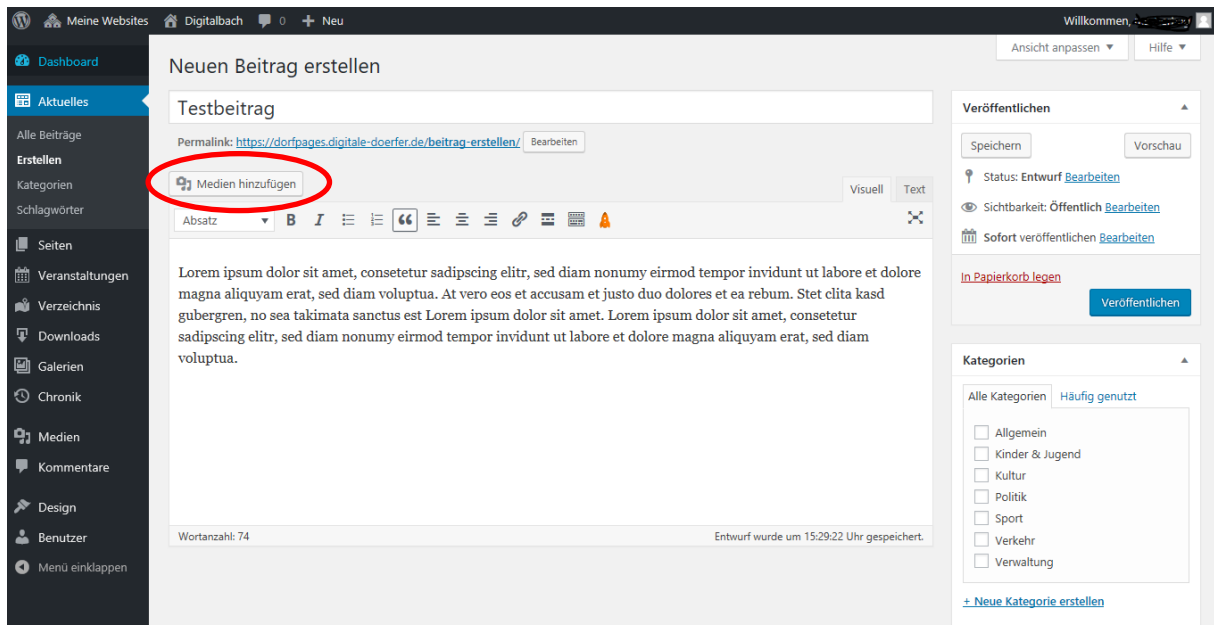 Meine Websites Digitalbach 0 Neu Willkommen,
Ansicht anpassen Hilfe
Dashboard
Aktuelles
Alle Beiträge
Erstellen
Kategorien
Schlagwörter
Seiten
Veranstaltungen
Verzeichnis
Downloads
Galerien
Chronik
Medien
Kommentare
Design
Benutzer
Menü einklappen
Neuen Beitrag erstellen
Testbeitrag
Permalink: https://dorfpages.digitale-doerfer.de/beitrag-erstellen/ Bearbeiten
Medien hinzufügen
Visuell Text
Absatz B I
Lorem ipsum dolor sit amet, consetetur sadipscing elitr, sed diam nonumy eirmod tempor invidunt ut labore et dolore
magna aliquyam erat, sed diam voluptua. At vero eos et accusam et justo duo dolores et ea rebum. Stet clita kasd
gubergren, no sea takimata sanctus est Lorem ipsum dolor sit amet. Lorem ipsum dolor sit amet, consetetur
sadipscing elitr, sed diam nonumy eirmod tempor invidunt ut labore et dolore magna aliquyam erat, sed diam
voluptua.
Wortanzahl: 74 Entwurf wurde um 15:29:22 Uhr gespeichert.
Veröffentlichen
Speichern Vorschau
Status: Entwurf Bearbeiten
Sichtbarkeit: Öffentlich Bearbeiten
Sofort veröffentlichen Bearbeiten
In Papierkorb legen
Veröffentlichen
Kategorien
Alle Kategorien Häufig genutzt
Allgemein
Kinder & Jugend
Kultur
Politik
Sport
Verkehr
Verwaltung
+ Neue Kategorie erstellen